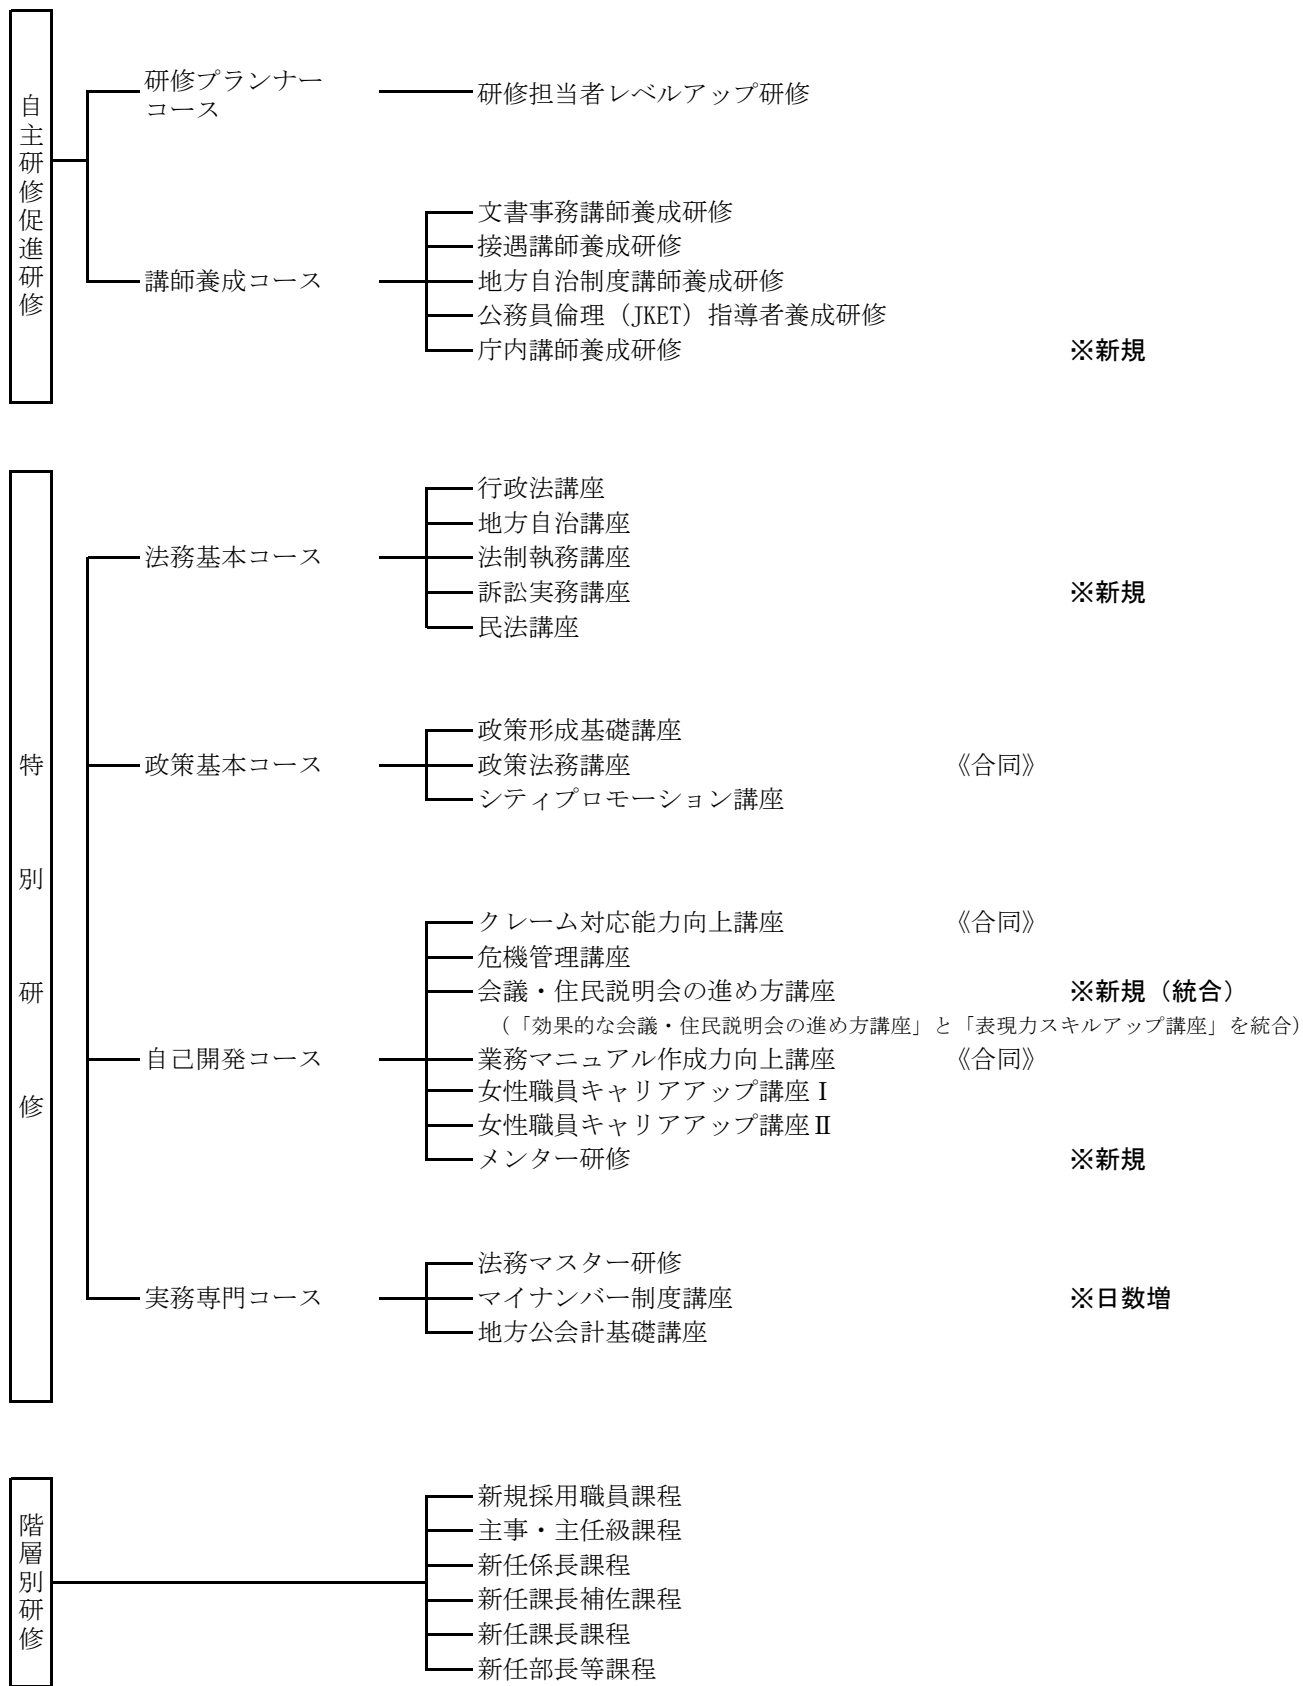 自主研修促進研修
研修プランナー
コース
研修担当者レベルアップ研修
講師養成コース
文書事務講師養成研修
接遇講師養成研修
地方自治制度講師養成研修
公務員倫理（JKET）指導者養成研修
庁内講師養成研修 ※新規
特別研修
法務基本コース
行政法講座
地方自治講座
法制執務講座
訴訟実務講座 ※新規
民法講座
政策基本コース
政策形成基礎講座
政策法務講座 《合同》
シティプロモーション講座
自己開発コース
クレーム対応能力向上講座 《合同》
危機管理講座
会議・住民説明会の進め方講座 ※新規（統合）
（「効果的な会議・住民説明会の進め方講座」と「表現力スキルアップ講座」を統合）
業務マニュアル作成力向上講座 《合同》
女性職員キャリアアップ講座Ⅰ
女性職員キャリアアップ講座Ⅱ
メンター研修 ※新規
実務専門コース
法務マスター研修
マイナンバー制度講座 ※日数増
地方公会計基礎講座
階層別研修
新規採用職員課程
主事・主任級課程
新任係長課程
新任課長補佐課程
新任課長課程
新任部長等課程